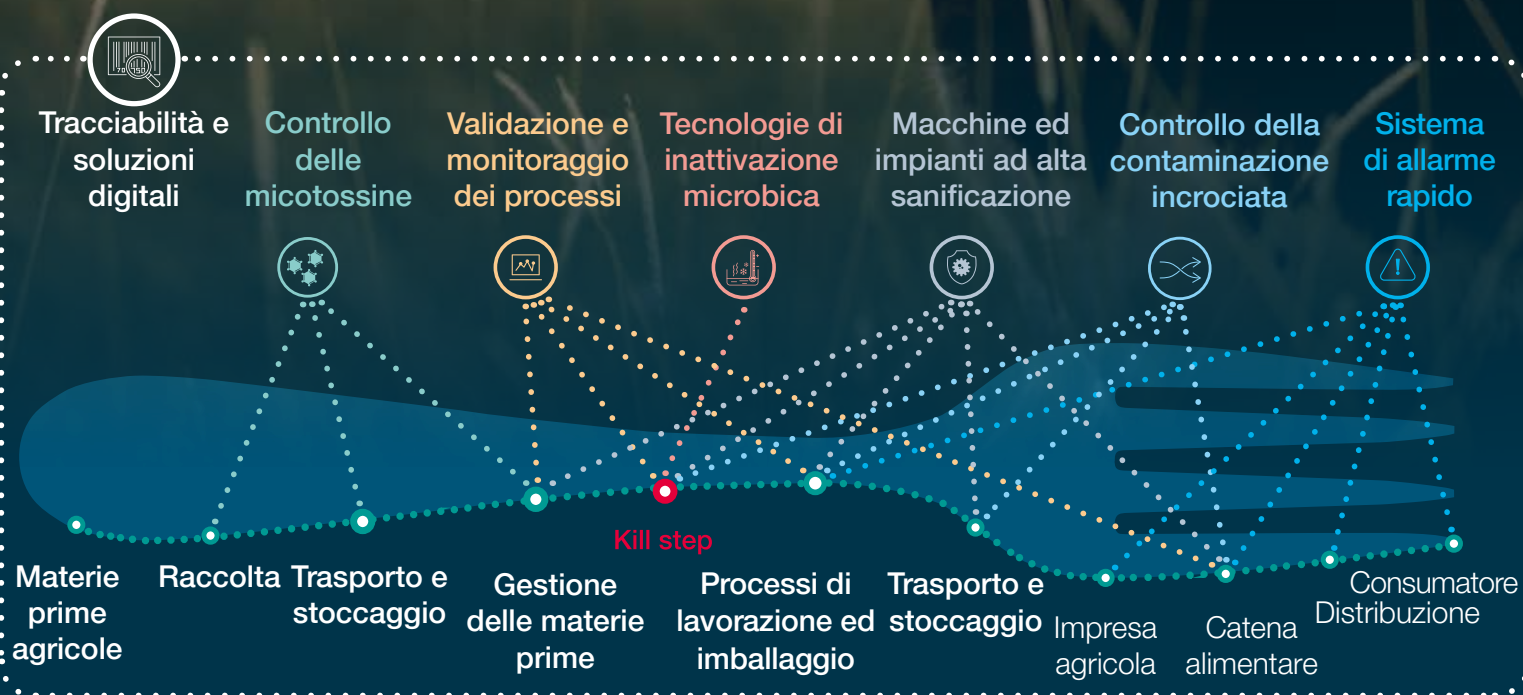 70 150
Tracciabilità e
soluzioni
digitali
Controllo
delle
micotossine
Validazione e
monitoraggio
dei processi
Tecnologie di
inattivazione
microbica
Macchine ed
impianti ad alta
sanificazione
Controllo della
contaminazione
incrociata
Sistema
di allarme
rapido
Kill step
Materie
prime
agricole
Raccolta
Trasporto e
stoccaggio
Gestione
delle materie
prime
Processi di
lavorazione ed
imballaggio
Trasporto e
stoccaggio
Impresa
agricola
Catena
alimentare
Distribuzione
Consumatore